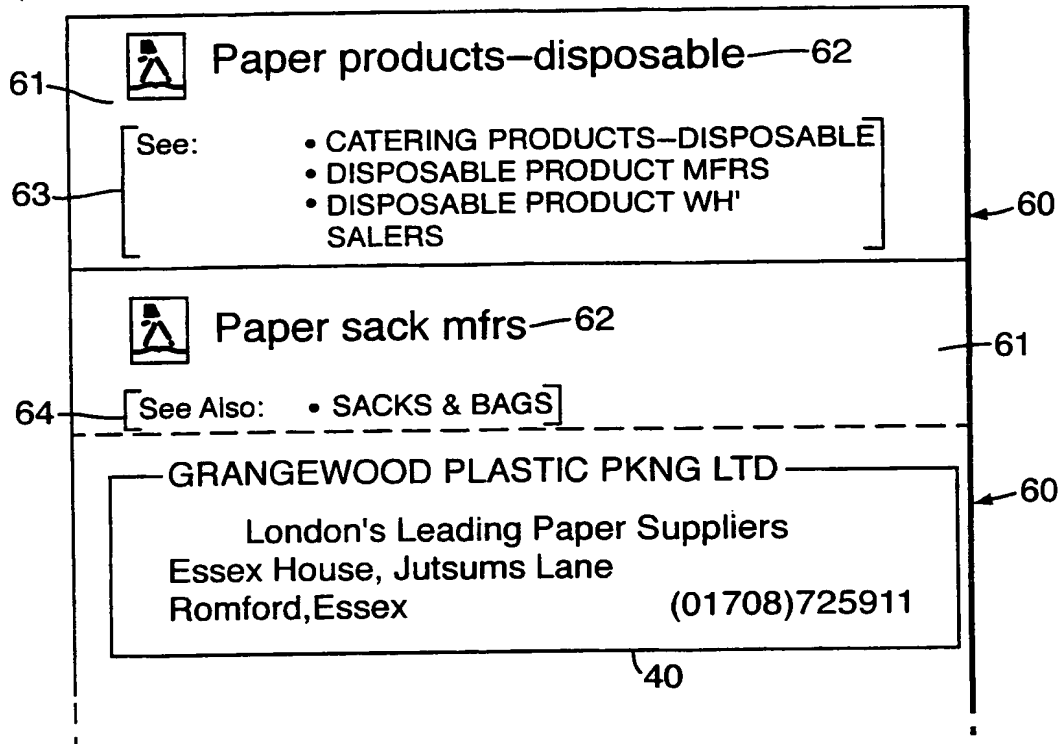 Paper products–disposable 62
61
See: • CATERING PRODUCTS–DISPOSABLE
63 • DISPOSABLE PRODUCT MFRS
• DISPOSABLE PRODUCT WH' 60
SALERS
Paper sack mfrs 62
61
64 See Also: • SACKS & BAGS
GRANGEWOOD PLASTIC PKNG LTD
60
London's Leading Paper Suppliers
Essex House, Jutsums Lane
Romford,Essex (01708)725911
40